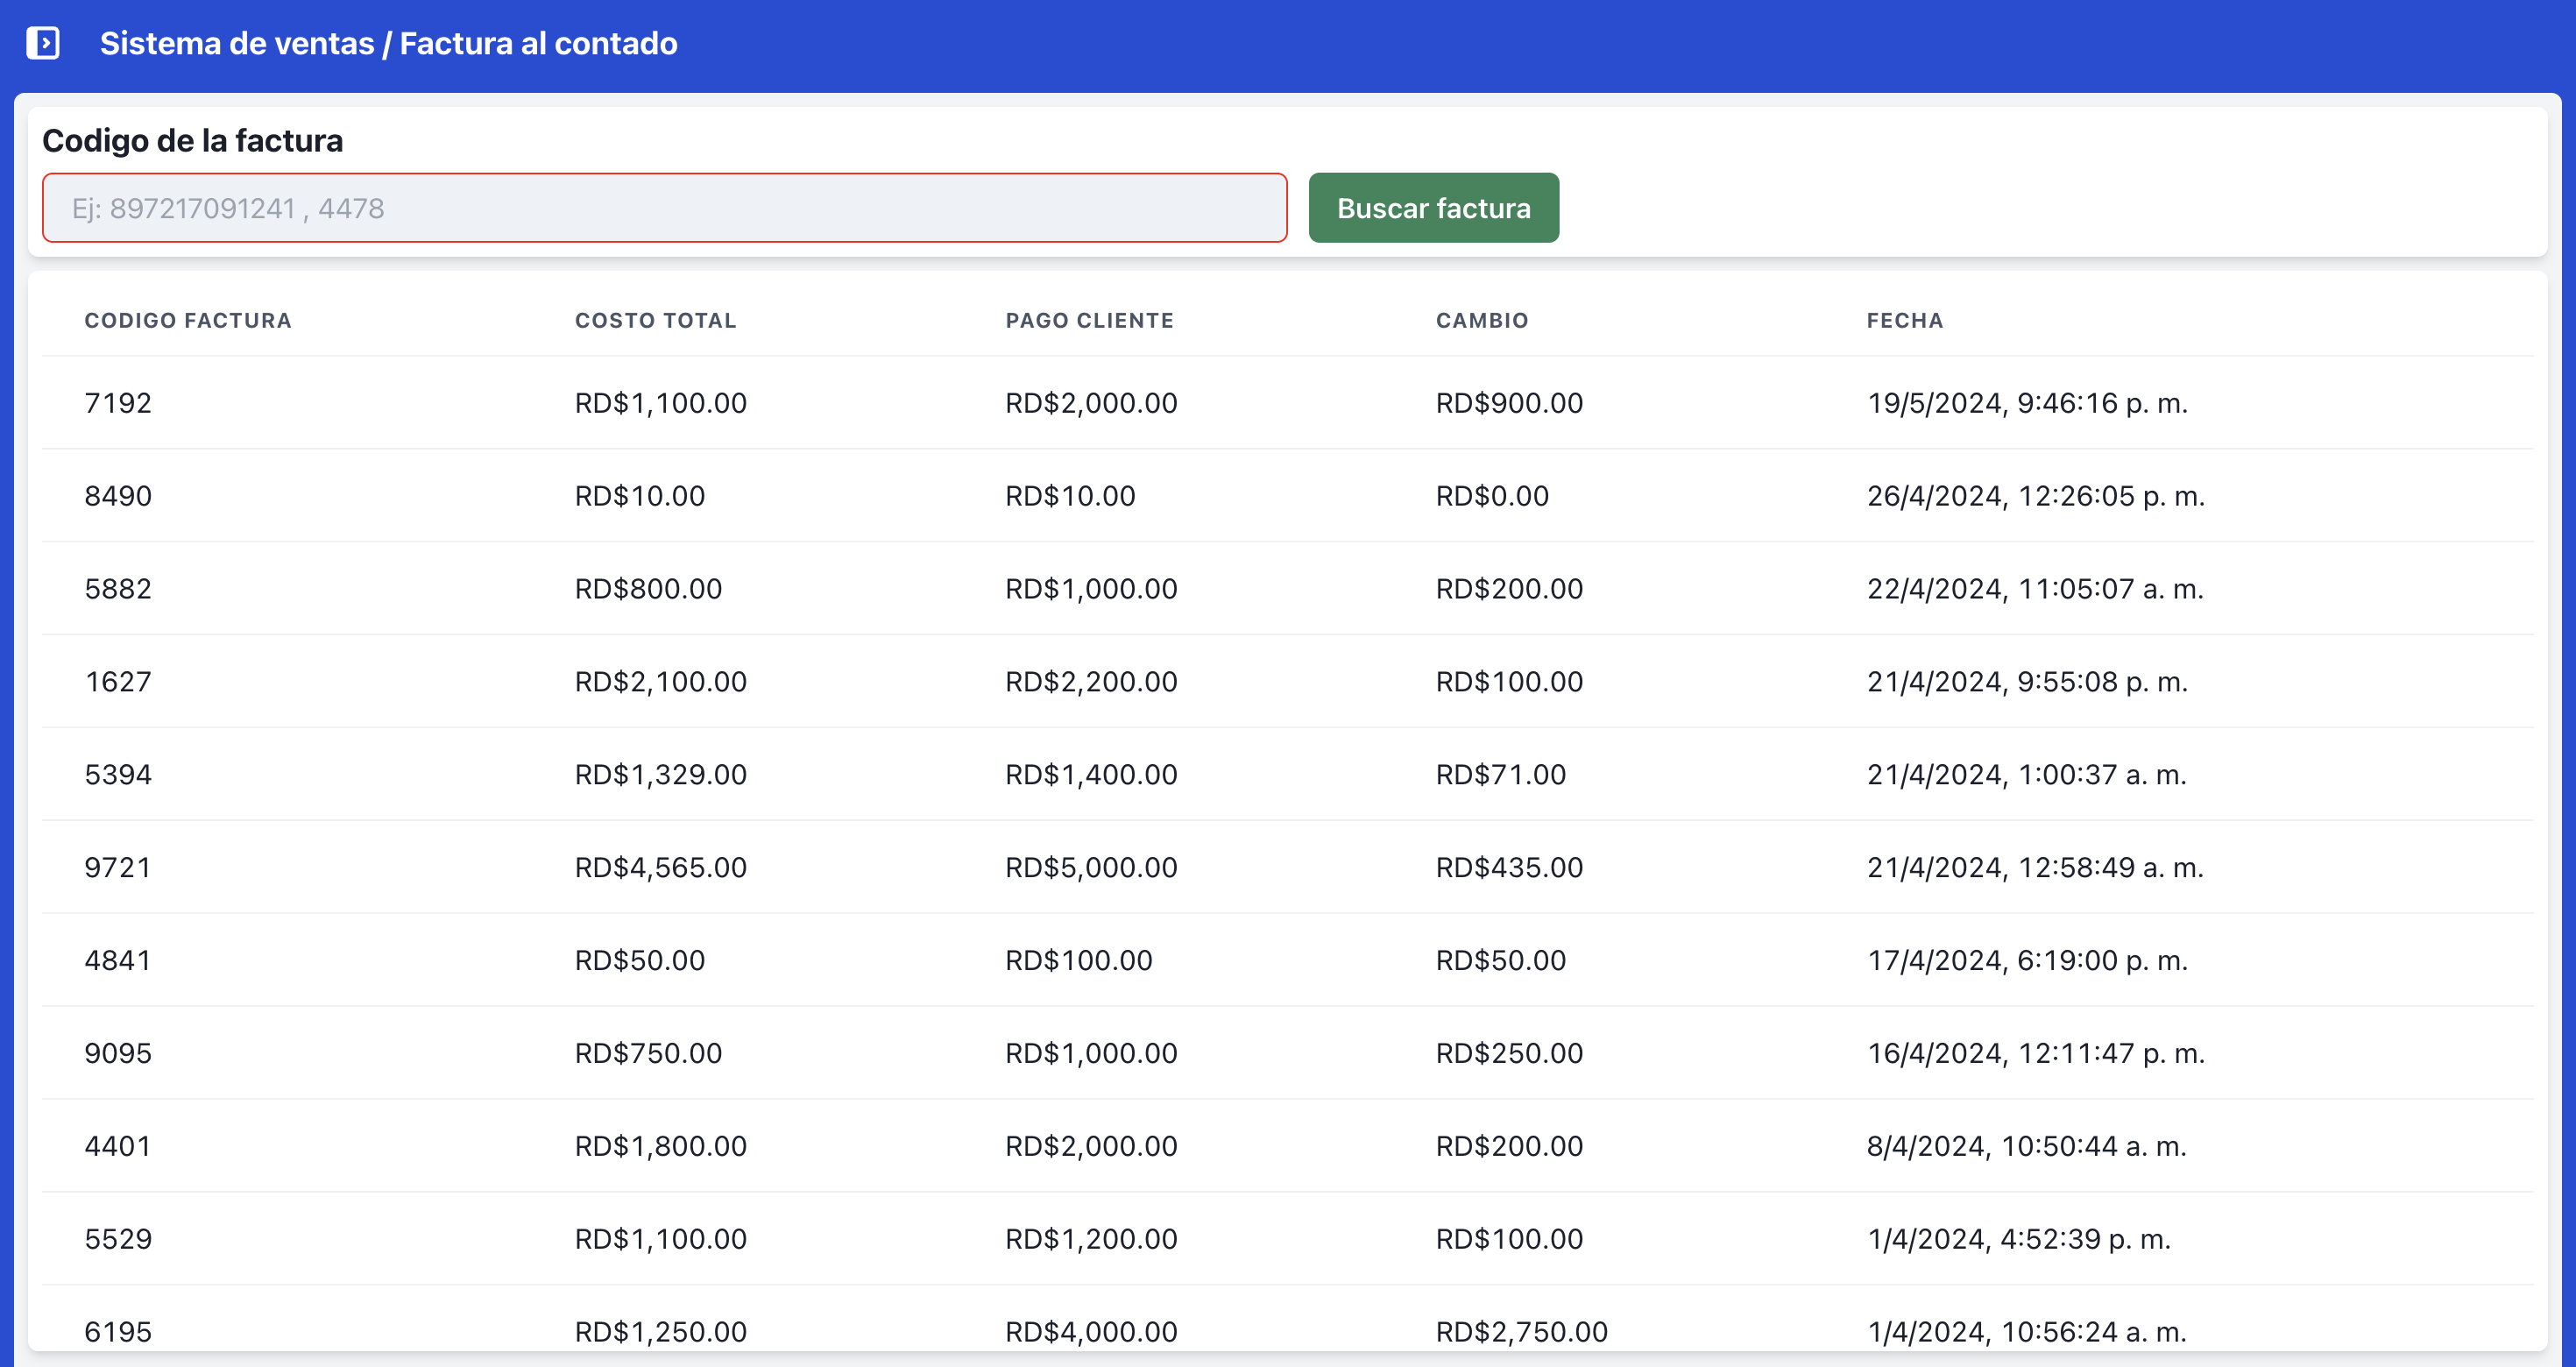 Sistema de ventas / Factura al contado
Codigo de la factura
Ej: 897217091241 , 4478
Buscar factura
CODIGO FACTURA COSTO TOTAL PAGO CLIENTE CAMBIO FECHA
7192 RD$1,100.00 RD$2,000.00 RD$900.00 19/5/2024, 9:46:16 p. m.
8490 RD$10.00 RD$10.00 RD$0.00 26/4/2024, 12:26:05 p. m.
5882 RD$800.00 RD$1,000.00 RD$200.00 22/4/2024, 11:05:07 a. m.
1627 RD$2,100.00 RD$2,200.00 RD$100.00 21/4/2024, 9:55:08 p. m.
5394 RD$1,329.00 RD$1,400.00 RD$71.00 21/4/2024, 1:00:37 a. m.
9721 RD$4,565.00 RD$5,000.00 RD$435.00 21/4/2024, 12:58:49 a. m.
4841 RD$50.00 RD$100.00 RD$50.00 17/4/2024, 6:19:00 p. m.
9095 RD$750.00 RD$1,000.00 RD$250.00 16/4/2024, 12:11:47 p. m.
4401 RD$1,800.00 RD$2,000.00 RD$200.00 8/4/2024, 10:50:44 a. m.
5529 RD$1,100.00 RD$1,200.00 RD$100.00 1/4/2024, 4:52:39 p. m.
6195 RD$1,250.00 RD$4,000.00 RD$2,750.00 1/4/2024, 10:56:24 a. m.